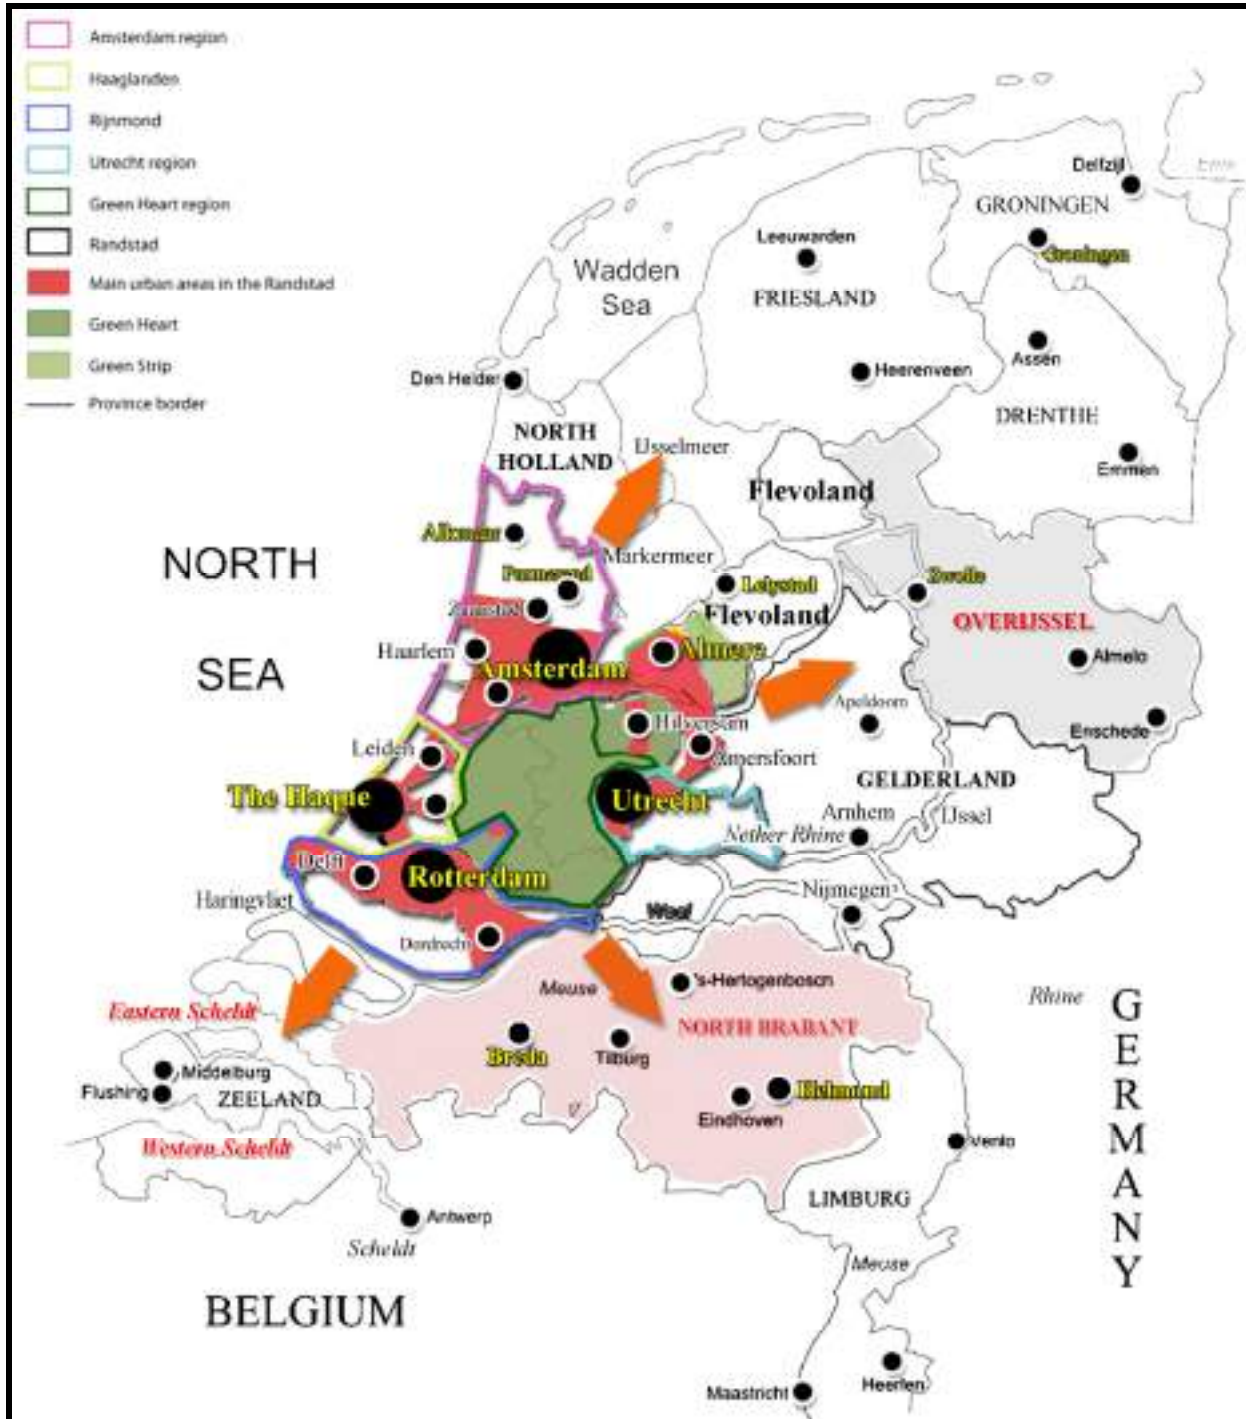 Amsterdam region
Haaglanden
Rijnmond
Utrecht region
Green Heart region
Randstad
Main urban areas in the Randstad
Green Heart
Green Strip
Province border
Delfzijl
GRONINGEN
Groningen
Leeuwarden
FRIESLAND
Wadden
Sea
Assen
Heerenveen
Den Helder
DRENTHE
NORTH
HOLLAND
IJsselmeer
Emmen
Flevoland
Alkmaar
NORTH
SEA
Markermeer
Purmerend
Lelystad
Zwolle
Zaanstad
Flevoland
OVERIJSSEL
Haarlem
Amsterdam
Almere
Almelo
Apeldoorn
Hilversum
Enschede
Leiden
Amersfoort
GELDERLAND
The Haque
Utrecht
Arnhem
IJssel
Nether Rhine
Delft
Rotterdam
Haringvliet
Nijmegen
Waal
Dordrecht
Meuse
's-Hertogenbosch
Rhine
GERMANY
Eastern Scheldt
NORTH BRABANT
Breda
Tilburg
Middelburg
Flushing
ZEELAND
Helmond
Eindhoven
Western Scheldt
Venlo
LIMBURG
Antwerp
Scheldt
Meuse
BELGIUM
Maastricht
Heerlen